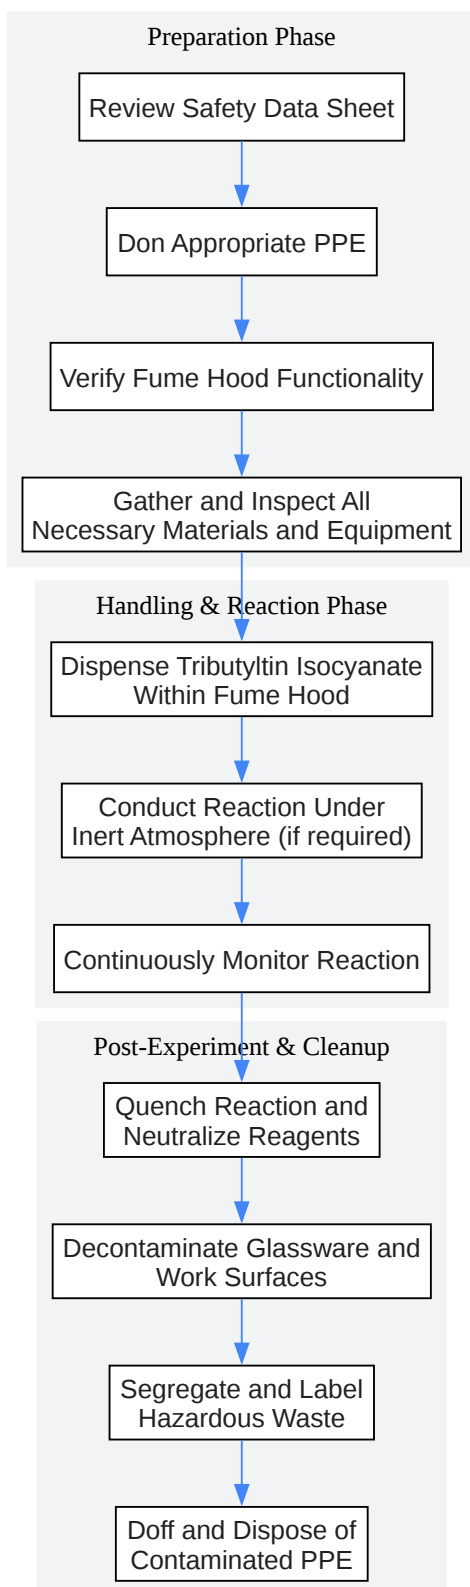 Preparation Phase
Review Safety Data Sheet
Don Appropriate PPE
Verify Fume Hood Functionality
Gather and Inspect All
Necessary Materials and Equipment
Handling & Reaction Phase
Dispense Tributyltin Isocyanate
Within Fume Hood
Conduct Reaction Under
Inert Atmosphere (if required)
Continuously Monitor Reaction
Post-Experiment & Cleanup
Quench Reaction and
Neutralize Reagents
Decontaminate Glassware and
Work Surfaces
Segregate and Label
Hazardous Waste
Doff and Dispose of
Contaminated PPE